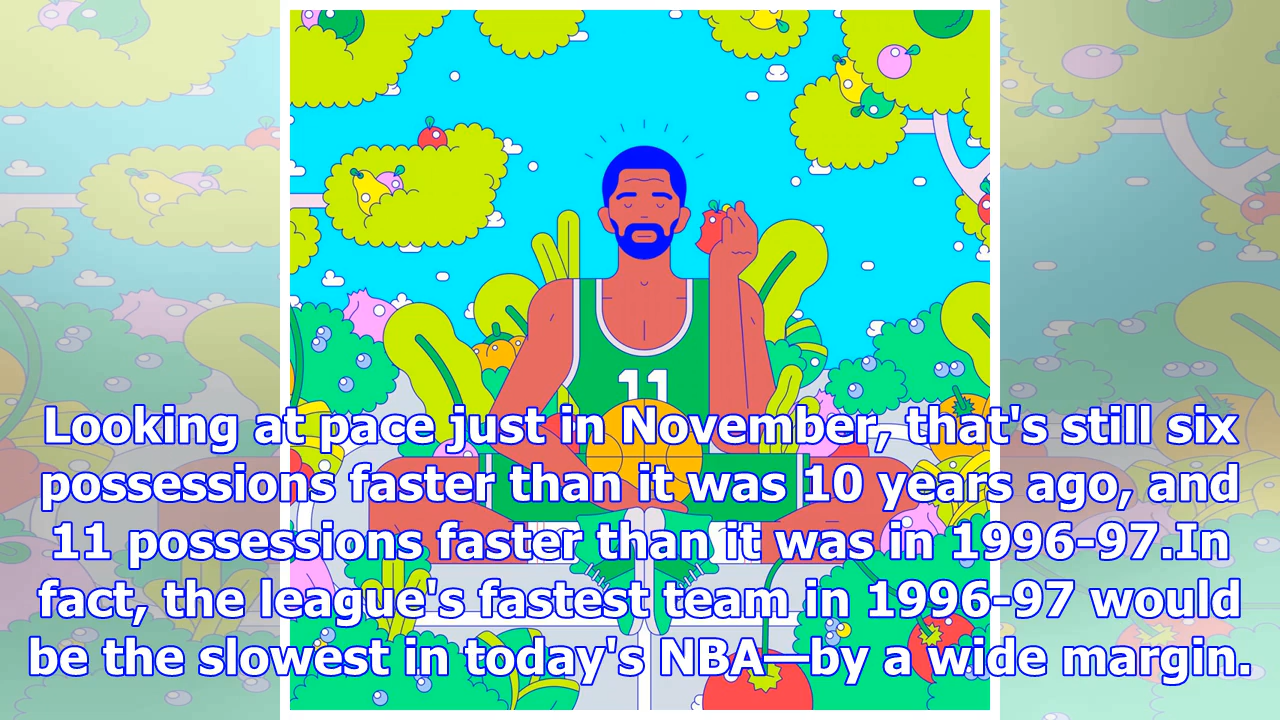 11
Looking at pace just in November, that's still six
possessions faster than it was 10 years ago, and
11 possessions faster than it was in 1996-97.In
fact, the league's fastest team in 1996-97 would
be the slowest in today's NBA—by a wide margin.